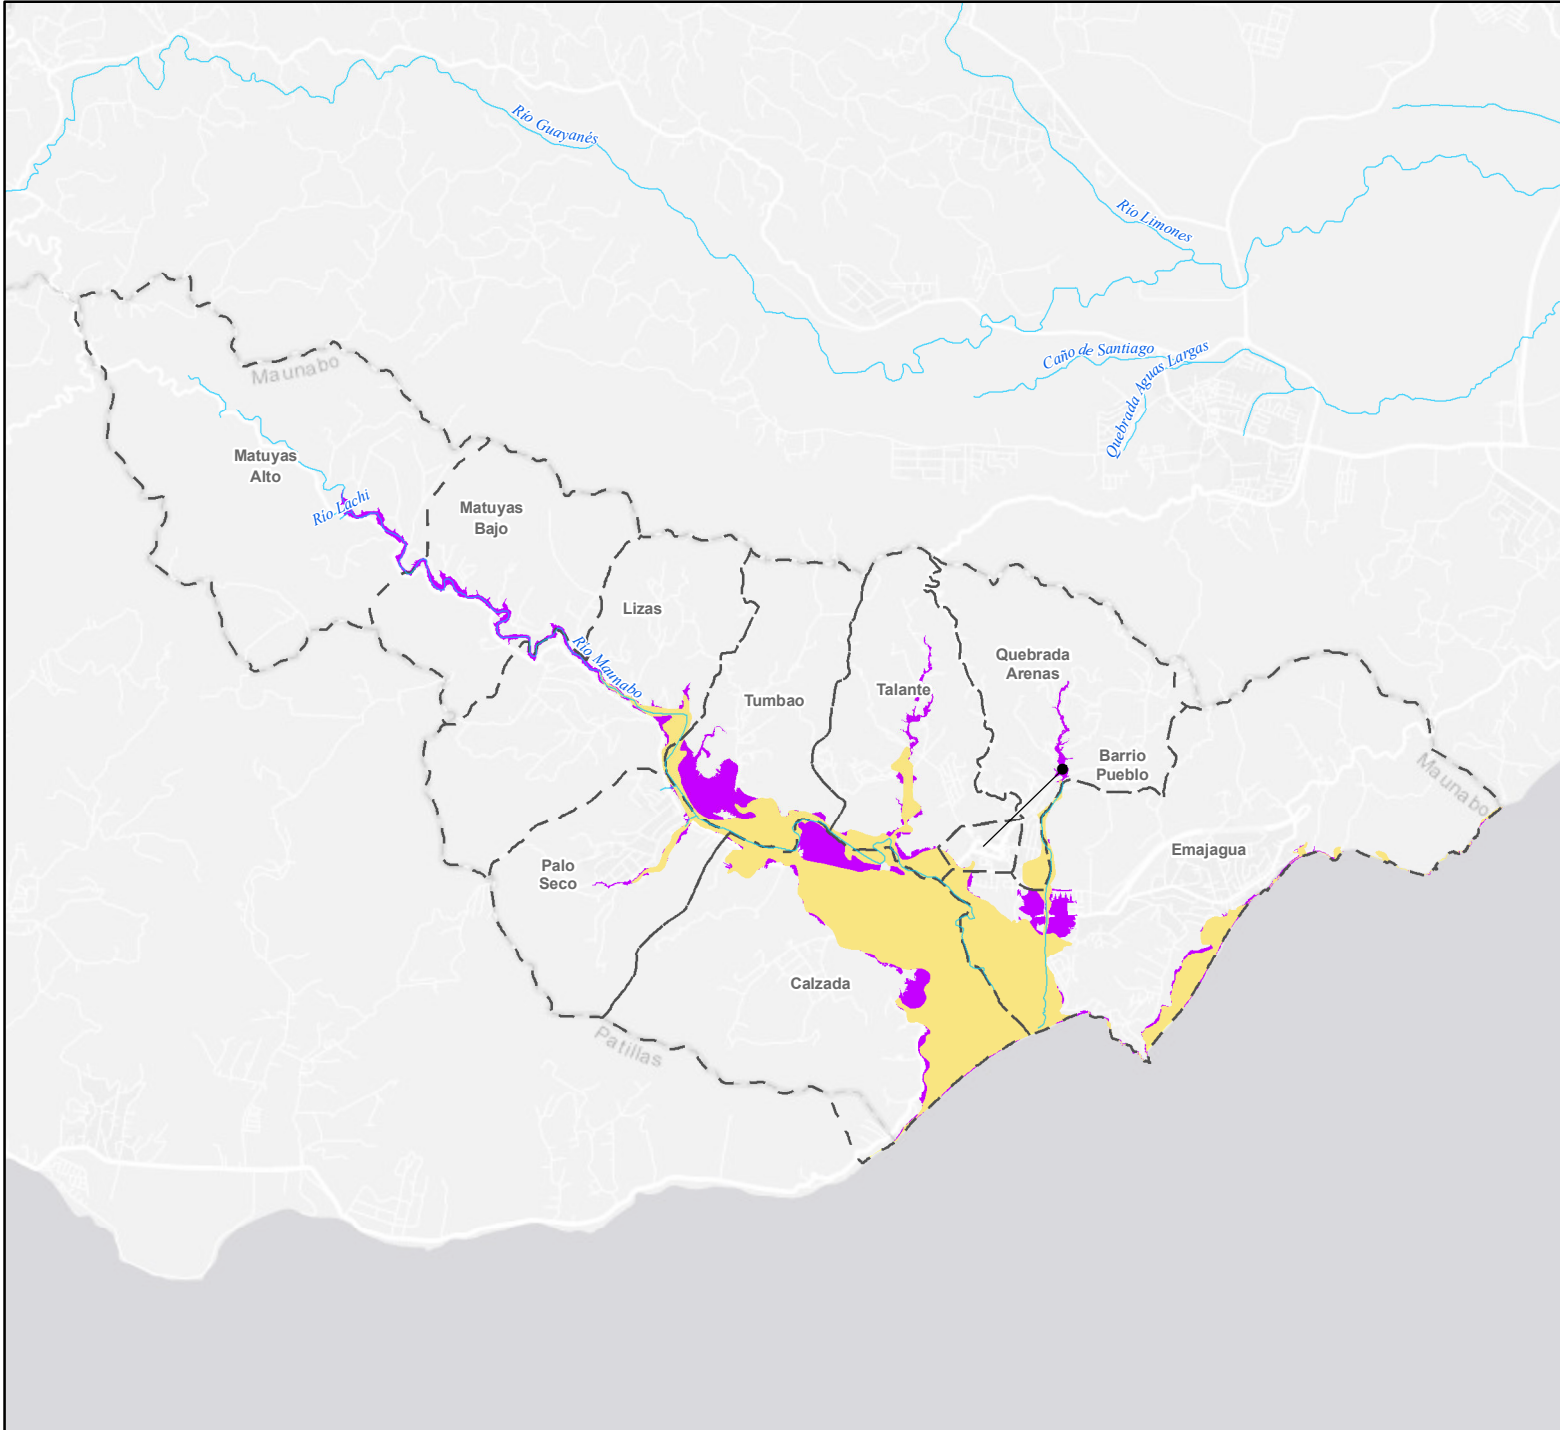 Río Guayanés
Río Limones
Caño de Santiago
Quebrada Aguas Largas
Maunabo
Matuyas
Alto
Río Lachi
Matuyas
Bajo
Lizas
Río Maunabo
Tumbao
Talante
Quebrada
Arenas
Barrio
Pueblo
Maunabo
Emajagua
Palo
Seco
Calzada
Patillas